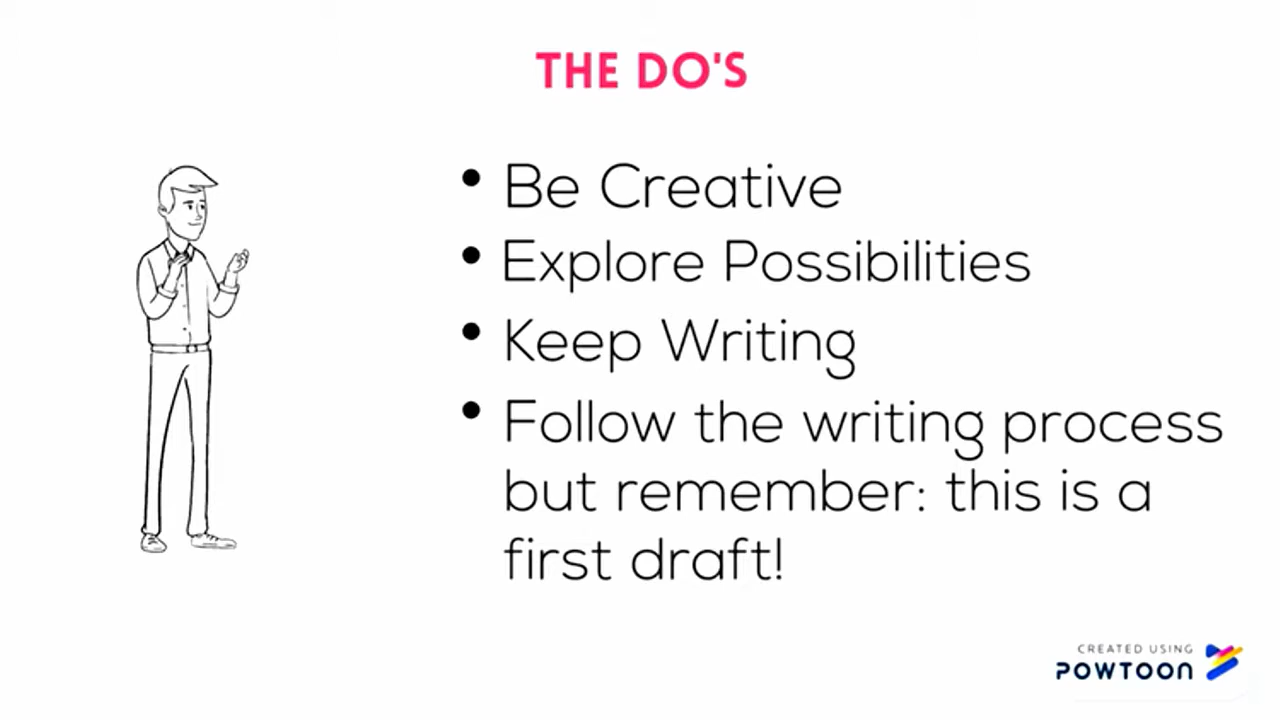 THE DO'S
• Be Creative
• Explore Possibilities
• Keep Writing
• Follow the writing process
but remember: this is a
first draft!
CREATED USING
POWTOON